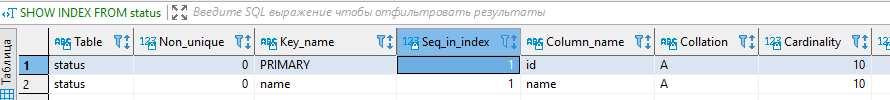 SHOW INDEX FROM status Введите SQL выражение чтобы отфильтровать результаты
Таблица
Table Non_unique Key_name Seq_in_index Column_name Collation Cardinality
1 status 0 PRIMARY 1 id A 10
2 status 0 name 1 name A 10